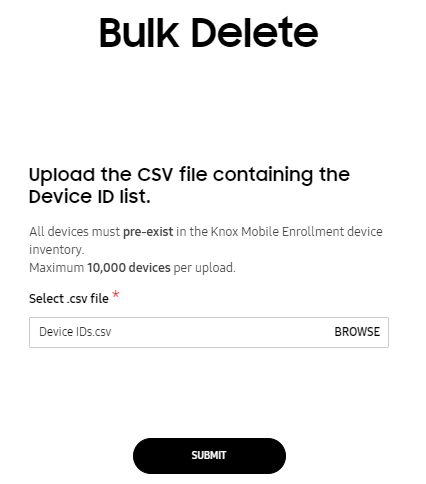 Bulk Delete
Upload the CSV file containing the
Device ID list.
All devices must pre-exist in the Knox Mobile Enrollment device
inventory.
Maximum 10,000 devices per upload.
Select .csv file *
Device IDs.csv BROWSE
SUBMIT